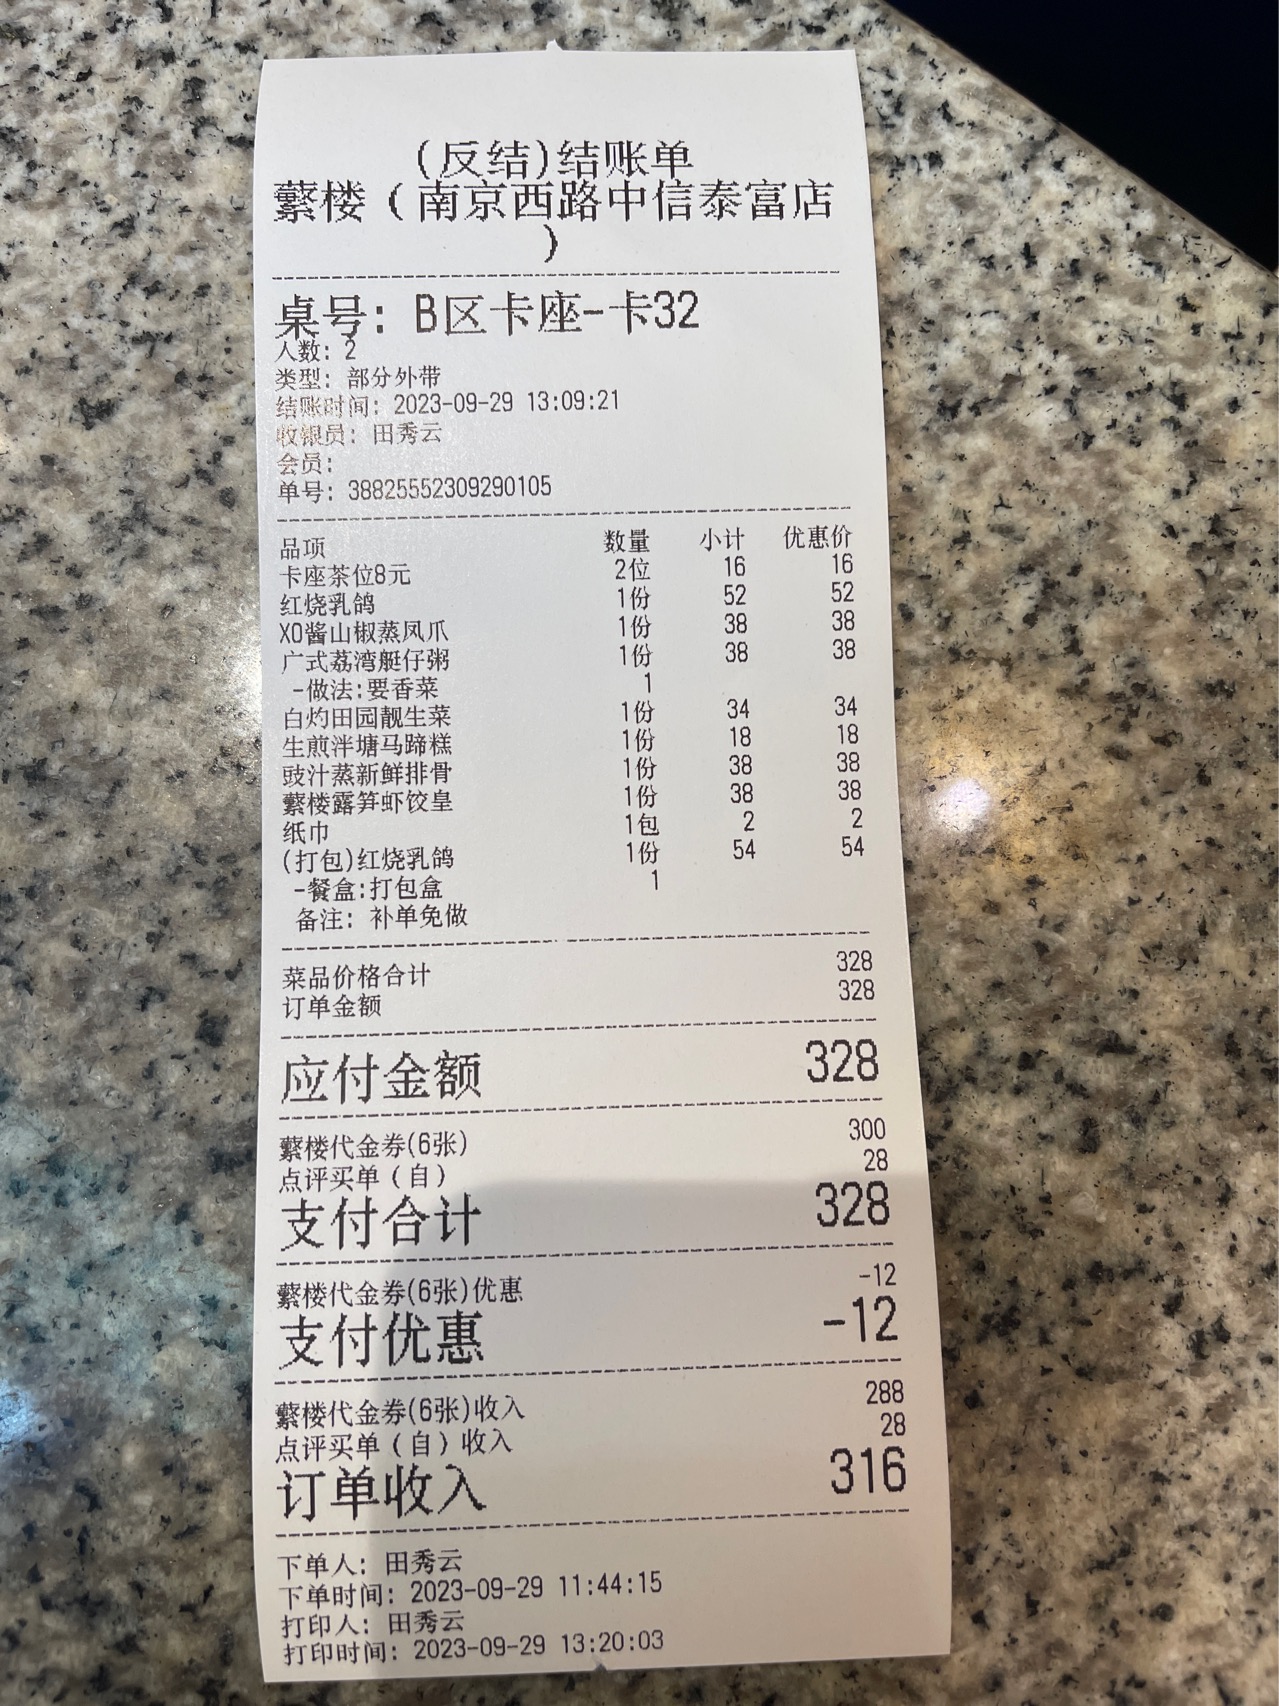 (反结)结账单
蘩楼（南京西路中信泰富店
）
桌号: B区卡座-卡32
人数: 2
类型: 部分外带
结账时间: 2023-09-29 13:09:21
收银员: 田秀云
会员:
单号: 38825552309290105
品项 数量 小计 优惠价
卡座茶位8元 2位 16 16
红烧乳鸽 1份 52 52
XO酱山椒蒸凤爪 1份 38 38
广式荔湾艇仔粥 1份 38 38
-做法:要香菜 1
白灼田园靓生菜 1份 34 34
生煎泮塘马蹄糕 1份 18 18
豉汁蒸新鲜排骨 1份 38 38
蘩楼露笋虾饺皇 1份 38 38
纸巾 1包 2 2
(打包)红烧乳鸽 1份 54 54
-餐盒:打包盒 1
备注: 补单免做
菜品价格合计 328
订单金额 328
应付金额 328
蘩楼代金券(6张) 300
点评买单（自） 28
支付合计 328
蘩楼代金券(6张)优惠 -12
支付优惠 -12
蘩楼代金券(6张)收入 288
点评买单（自）收入 28
订单收入 316
下单人: 田秀云
下单时间: 2023-09-29 11:44:15
打印人: 田秀云
打印时间: 2023-09-29 13:20:03